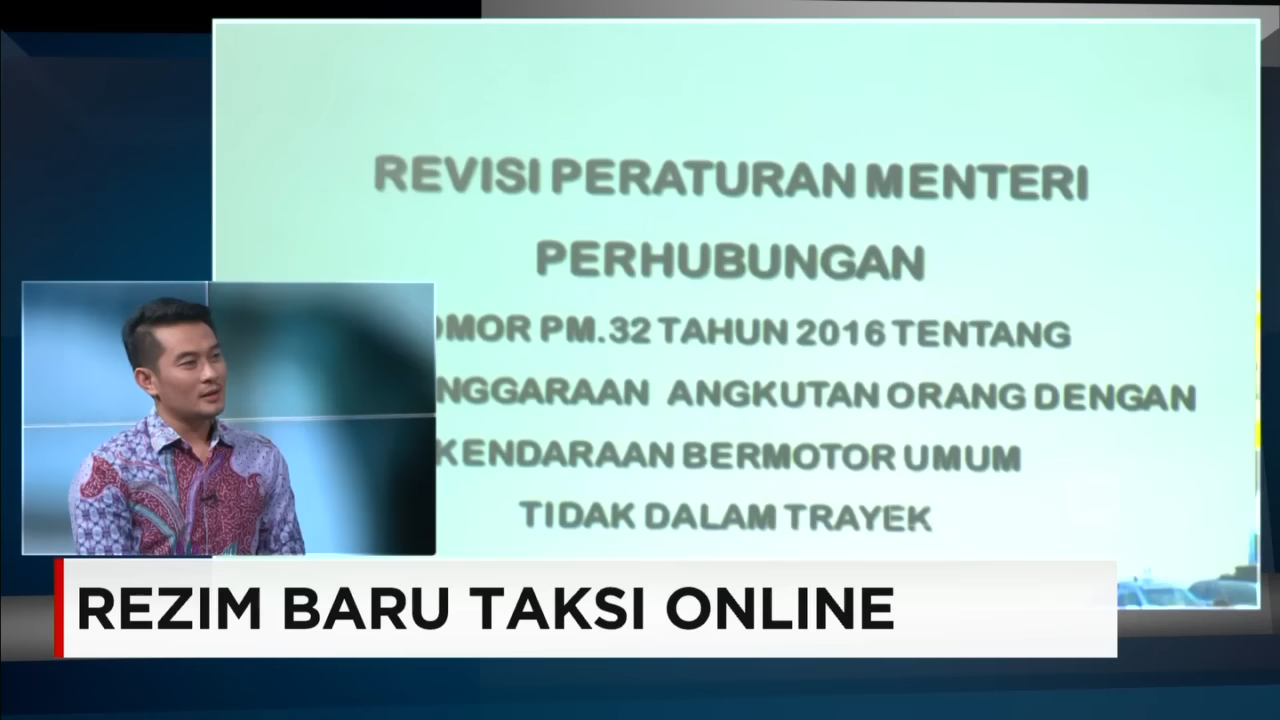 REVISI PERATURAN MENTERI
PERHUBUNGAN
OMOR PM.32 TAHUN 2016 TENTANG
NGGARAAN ANGKUTAN ORANG DENGAN
KENDARAAN BERMOTOR UMUM
TIDAK DALAM TRAYEK
REZIM BARU TAKSI ONLINE